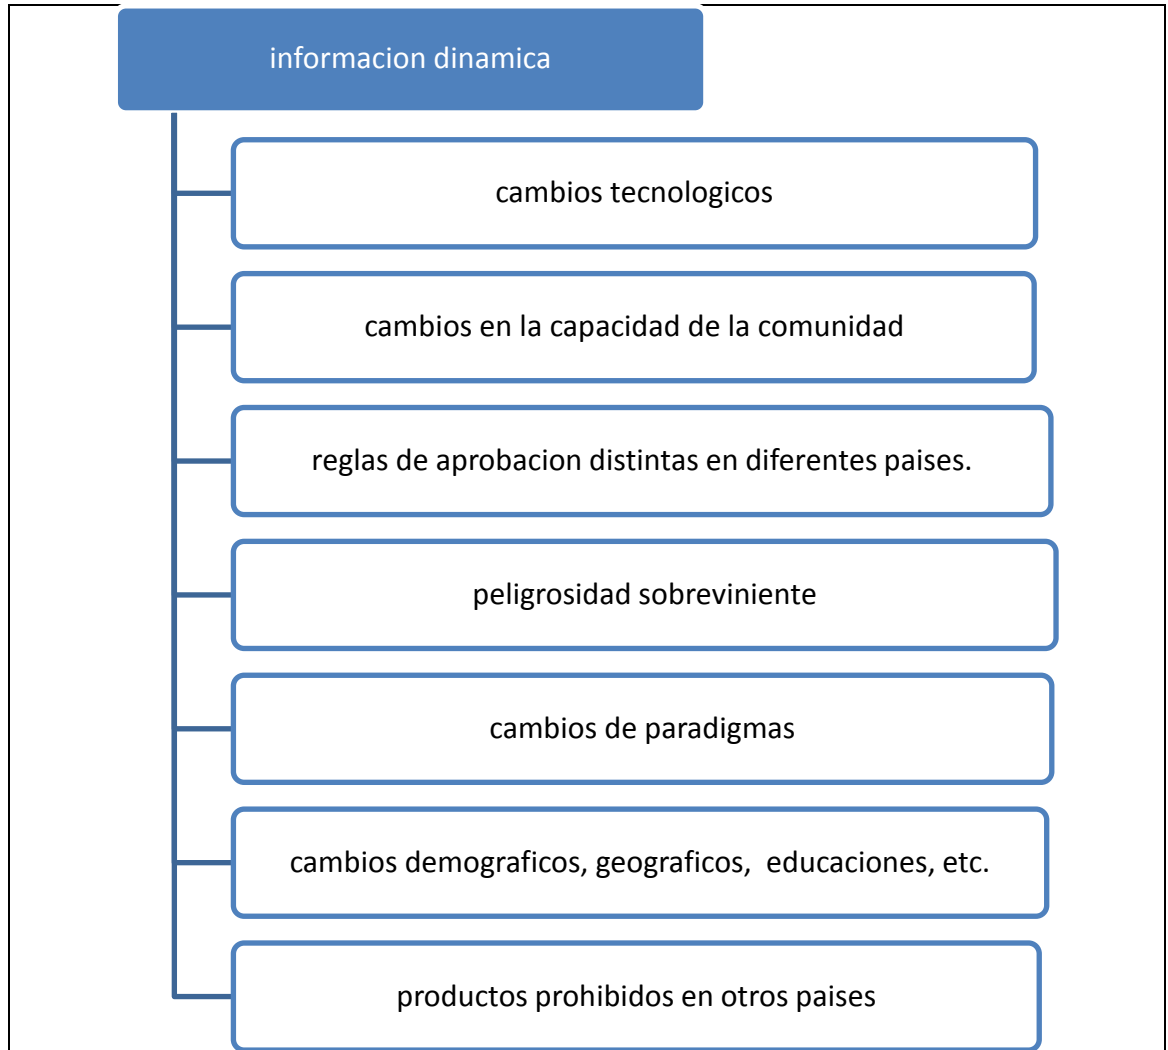 informacion dinamica
cambios tecnologicos
cambios en la capacidad de la comunidad
reglas de aprobacion distintas en diferentes paises.
peligrosidad sobreviniente
cambios de paradigmas
cambios demograficos, geograficos, educaciones, etc.
productos prohibidos en otros paises